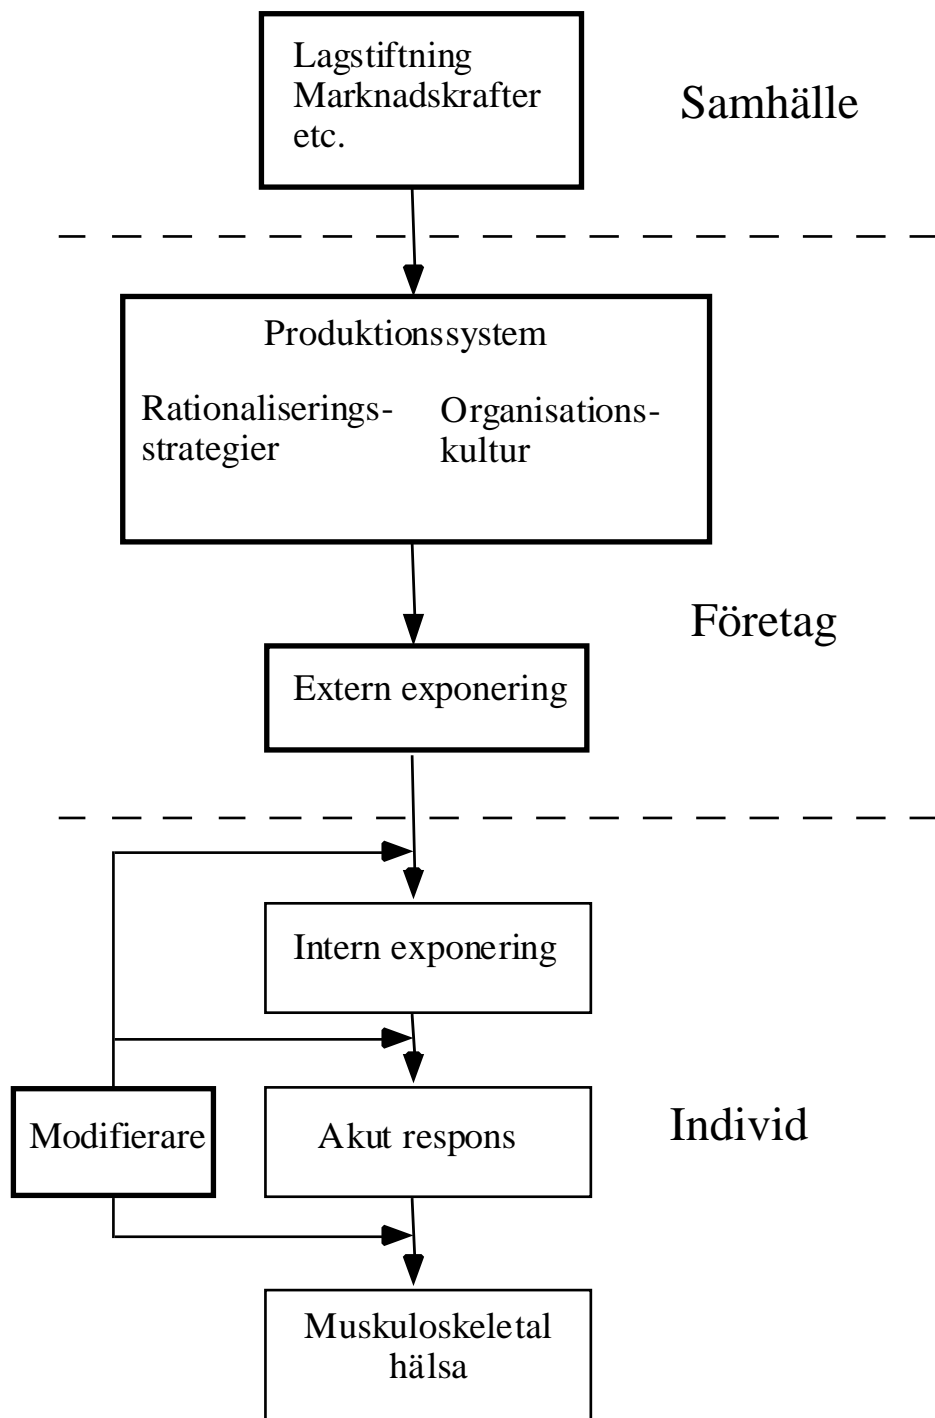 Lagstiftning
Marknadskrafter
etc.
Samhälle
Produktionssystem
Rationaliserings-
strategier
Organisations-
kultur
Företag
Extern exponering
Intern exponering
Modifierare
Akut respons
Individ
Muskuloskeletal
hälsa